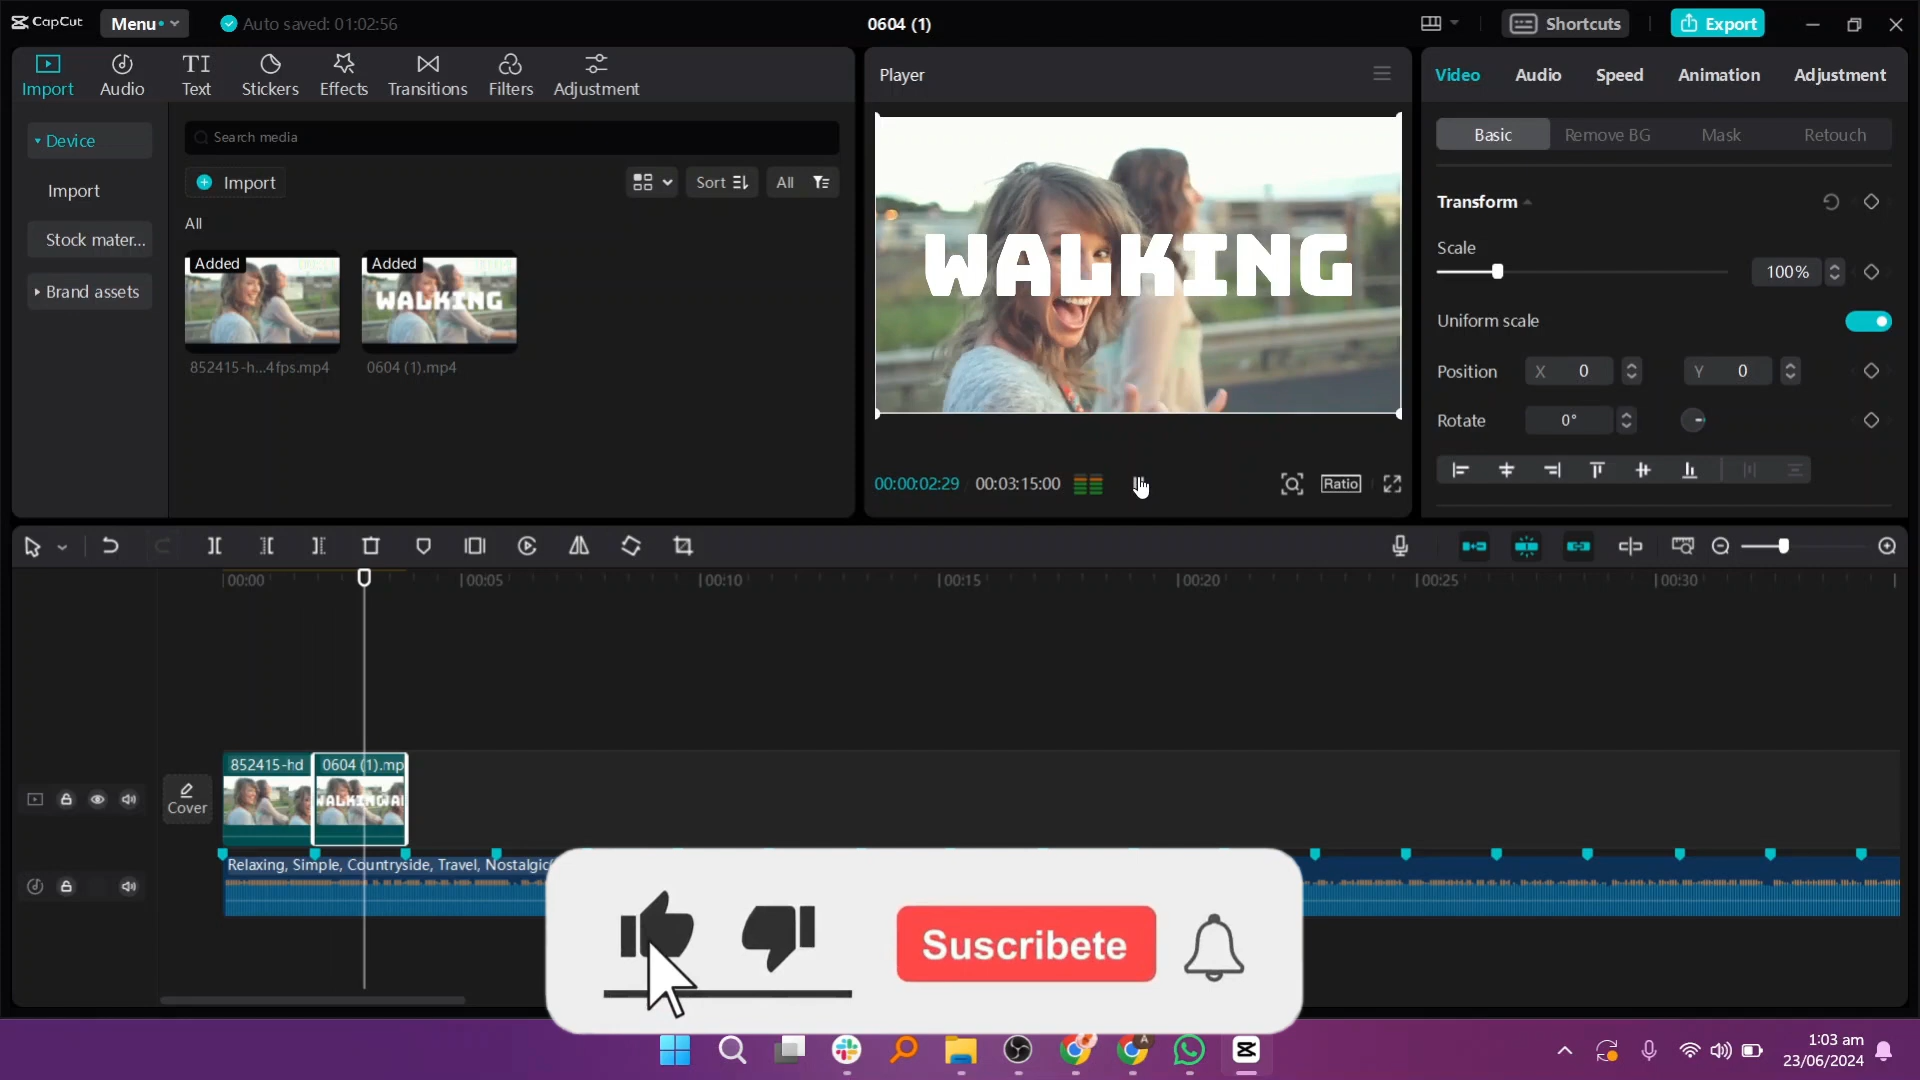 CapCut
Menu
Auto saved: 01:02:56
0604 (1)
Shortcuts
Export
Import
Audio
Text
Stickers
Effects
Transitions
Filters
Adjustment
Device
Import
Stock mater...
Brand assets
Search media
Import
Sort
All
All
Added
Added
WALKING
852415-h...4fps.mp4
0604 (1).mp4
Player
WALKING
00:00:02:29
00:03:15:00
Ratio
Video
Audio
Speed
Animation
Adjustment
Basic
Remove BG
Mask
Retouch
Transform
Scale
100%
Uniform scale
Position
X 0
Y 0
Rotate
0°
00:00
00:05
00:10
00:15
00:20
00:25
00:30
Cover
852415-hd
0604 (1).mp
WALKINGWAL
Relaxing, Simple, Countryside, Travel, Nostalgic(
Suscribete
1:03 am
23/06/2024